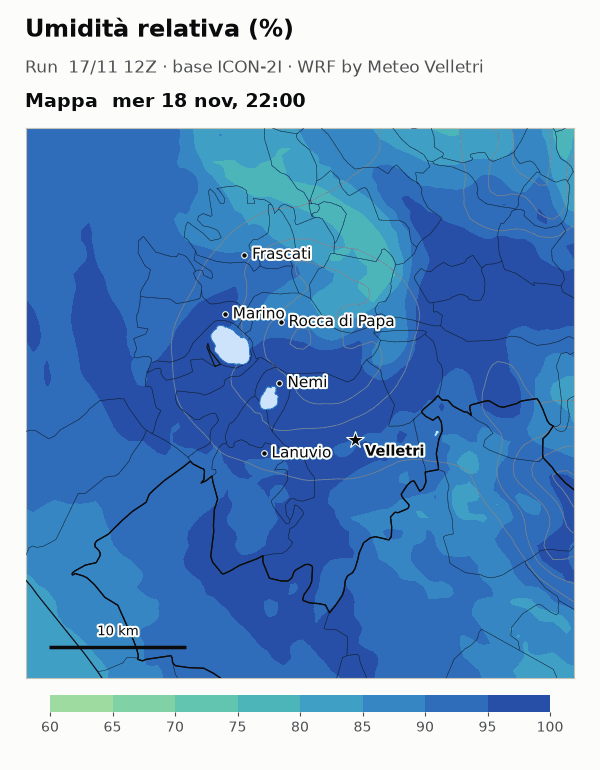 Umidità relativa (%)
Run  17/11 12Z · base ICON-2I · WRF by Meteo Velletri
Mappa  mer 18 nov, 22:00
Frascati
Marino
Rocca di Papa
Nemi
Velletri
Lanuvio
10 km
60 65 70 75 80 85 90 95 100